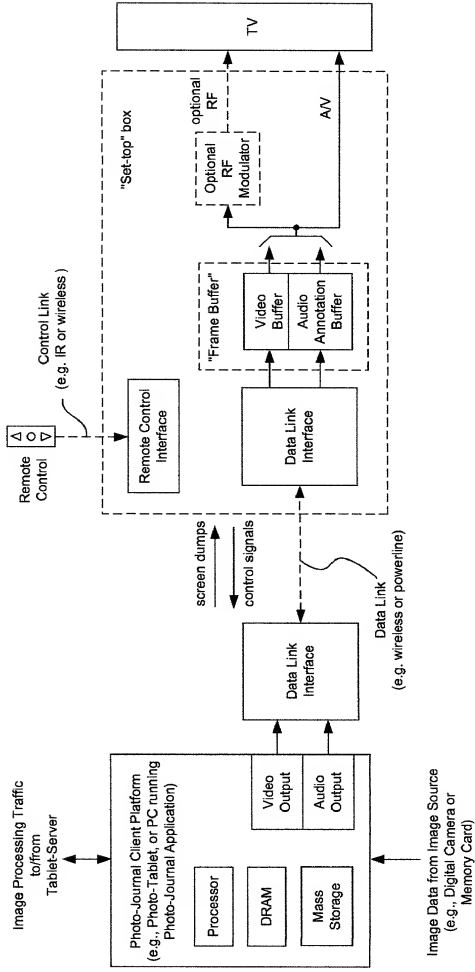 Image Processing Traffic
to/from
Tablet-Server
Photo-Journal Client Platform
(e.g., Photo-Tablet, or PC running
Photo-Journal Application)
Processor
DRAM
Mass
Storage
Video
Output
Audio
Output
Image Data from Image Source
(e.g., Digital Camera or
Memory Card)
Data Link
Interface
screen dumps
control signals
Data Link
(e.g. wireless or powerline)
Remote
Control
Control Link
(e.g. IR or wireless )
"Set-top" box
Remote Control
Interface
Data Link
Interface
"Frame Buffer"
Video
Buffer
Audio
Annotation
Buffer
Optional
RF
Modulator
optional
RF
A/V
TV